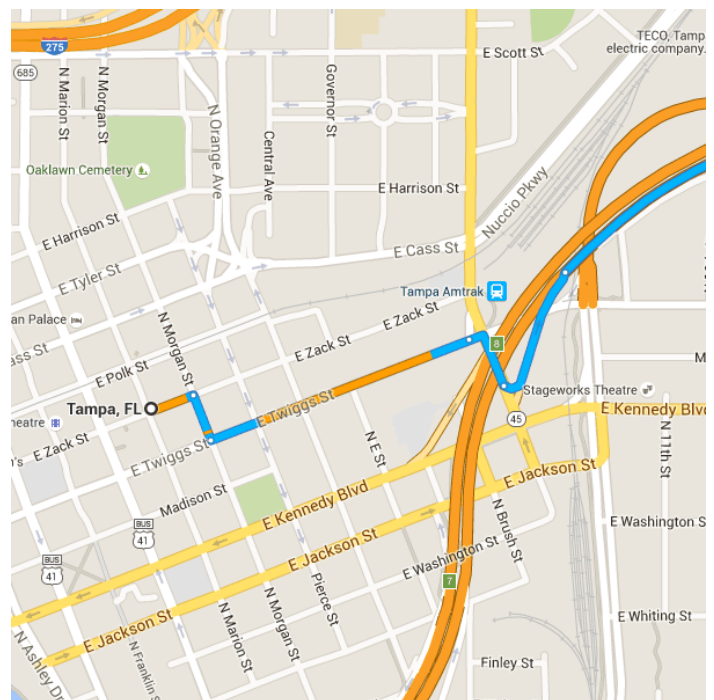 TECO, Tamp
electric company.
E Scott St
275
685
N Marion St
N Morgan St
N Orange Ave
Governor St
Central Ave
Oaklawn Cemetery
E Harrison St
Nuccio Pkwy
E Harrison St
E Cass St
E Tyler St
Tampa Amtrak
an Palace
E Zack St
Cass St
N Morgan St
E Zack St
8
E Polk St
Stageworks Theatre
Tampa, FL
E Twiggs St
45
E Kennedy Blvd
heatre
E Zack St
E Twiggs St
N E St
N 11th St
o's
E Jackson St
Madison St
E Kennedy Blvd
BUS
41
N Brush St
E Washington St
E Jackson St
E Washington St
BUS
41
7
Pierce St
E Whiting St
E Jackson St
N Marion St
N Morgan St
N Ashley Dr
N Franklin St
Finley St